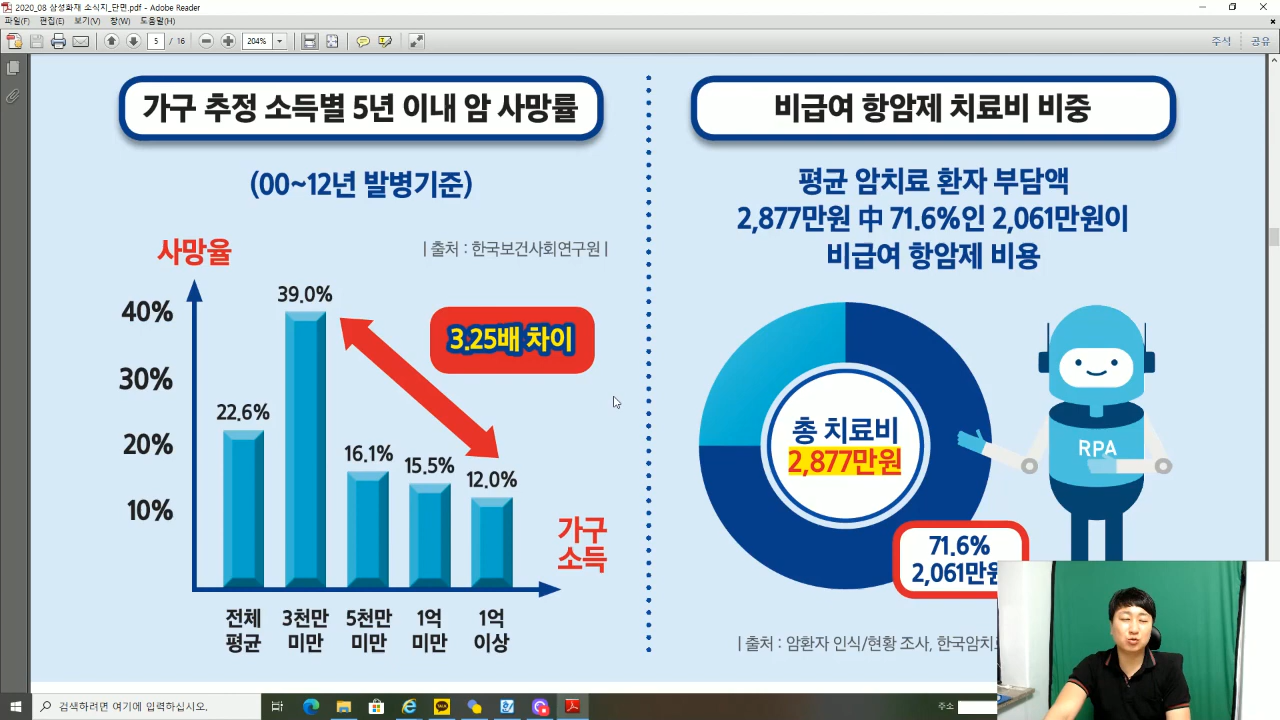 2020_08 삼성화재 소식지_단면.pdf - Adobe Reader
파일(F) 편집(E) 보기(V) 창(W) 도움말(H)
5 / 16 204% 주석 공유
가구 추정 소득별 5년 이내 암 사망률
(00~12년 발병기준)
사망율
| 출처 : 한국보건사회연구원 |
40%
30%
20%
10%
22.6%
39.0%
16.1%
15.5%
12.0%
3.25배 차이
가구
소득
전체
평균
3천만
미만
5천만
미만
1억
미만
1억
이상
비급여 항암제 치료비 비중
평균 암치료 환자 부담액
2,877만원 中 71.6%인 2,061만원이
비급여 항암제 비용
총 치료비
2,877만원
RPA
71.6%
2,061만원
| 출처 : 암환자 인식/현황 조사, 한국암치
검색하려면 여기에 입력하십시오.
TALK
주소